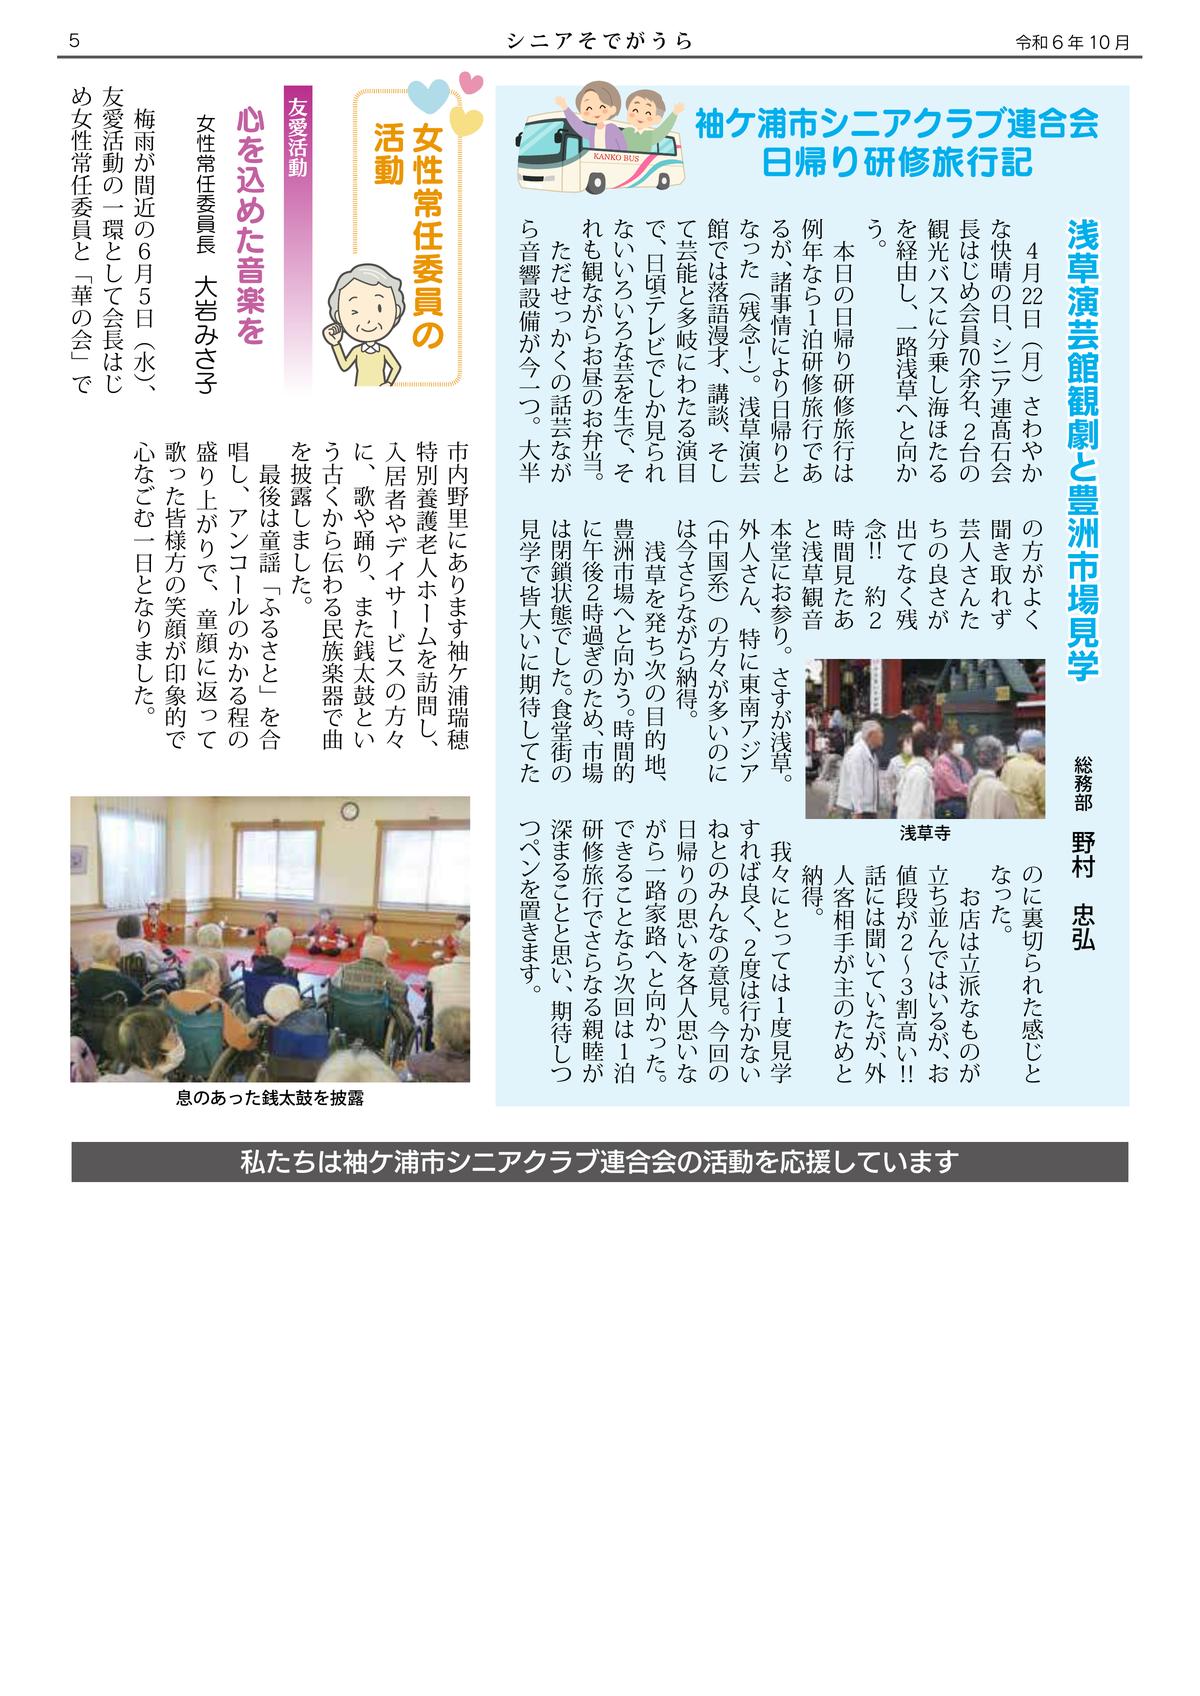 5
シニアそでがうら
令和6年10月
袖ケ浦市シニアクラブ連合会
日帰り研修旅行記
KANKO BUS
浅草演芸館観劇と豊洲市場見学
総務部　野村　忠弘
　4月22日（月）さわやか
な快晴の日、シニア連髙石会
長はじめ会員70余名、2台の
観光バスに分乗し海ほたる
を経由し、一路浅草へと向か
う。
　本日の日帰り研修旅行は
例年なら1泊研修旅行であ
るが、諸事情により日帰りと
なった（残念！）。浅草演芸
館では落語漫才、講談、そし
て芸能と多岐にわたる演目
で、日頃テレビでしか見られ
ないいろいろな芸を生で、そ
れも観ながらお昼のお弁当。
　ただせっかくの話芸なが
ら音響設備が今一つ。大半
の方がよく
聞き取れず
芸人さんた
ちの良さが
出てなく残
念!!　約2
時間見たあ
と浅草観音
本堂にお参り。さすが浅草。
外人さん、特に東南アジア
（中国系）の方々が多いのに
は今さらながら納得。
　浅草を発ち次の目的地、
豊洲市場へと向かう。時間的
に午後2時過ぎのため、市場
は閉鎖状態でした。食堂街の
見学で皆大いに期待してた
浅草寺
のに裏切られた感じと
なった。
　お店は立派なものが
立ち並んではいるが、お
値段が2〜3割高い!!
話には聞いていたが、外
人客相手が主のためと
納得。
　我々にとっては1度見学
すれば良く、2度は行かない
ねとのみんなの意見。今回の
日帰りの思いを各人思いな
がら一路家路へと向かった。
できることなら次回は1泊
研修旅行でさらなる親睦が
深まることと思い、期待しつ
つペンを置きます。
女性常任委員の
活動
友愛活動
心を込めた音楽を
女性常任委員長　大岩みさ子
　梅雨が間近の6月5日（水）、
友愛活動の一環として会長はじ
め女性常任委員と「華の会」で
市内野里にあります袖ケ浦瑞穂
特別養護老人ホームを訪問し、
入居者やデイサービスの方々
に、歌や踊り、また銭太鼓とい
う古くから伝わる民族楽器で曲
を披露しました。
　最後は童謡「ふるさと」を合
唱し、アンコールのかかる程の
盛り上がりで、童顔に返って
歌った皆様方の笑顔が印象的で
心なごむ一日となりました。
息のあった銭太鼓を披露
私たちは袖ケ浦市シニアクラブ連合会の活動を応援しています